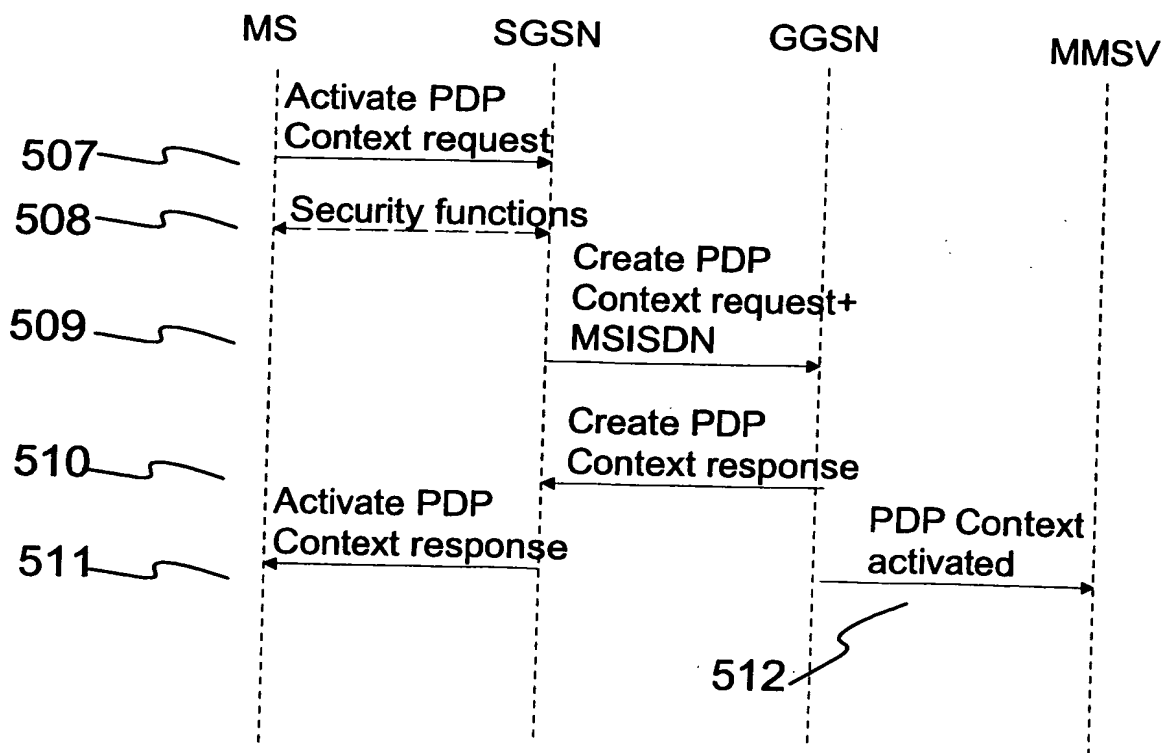 MS
SGSN
GGSN
MMSV
Activate PDP
Context request
507
Security functions
508
Create PDP
Context request+
MSISDN
509
Create PDP
Context response
510
Activate PDP
Context response
511
PDP Context
activated
512